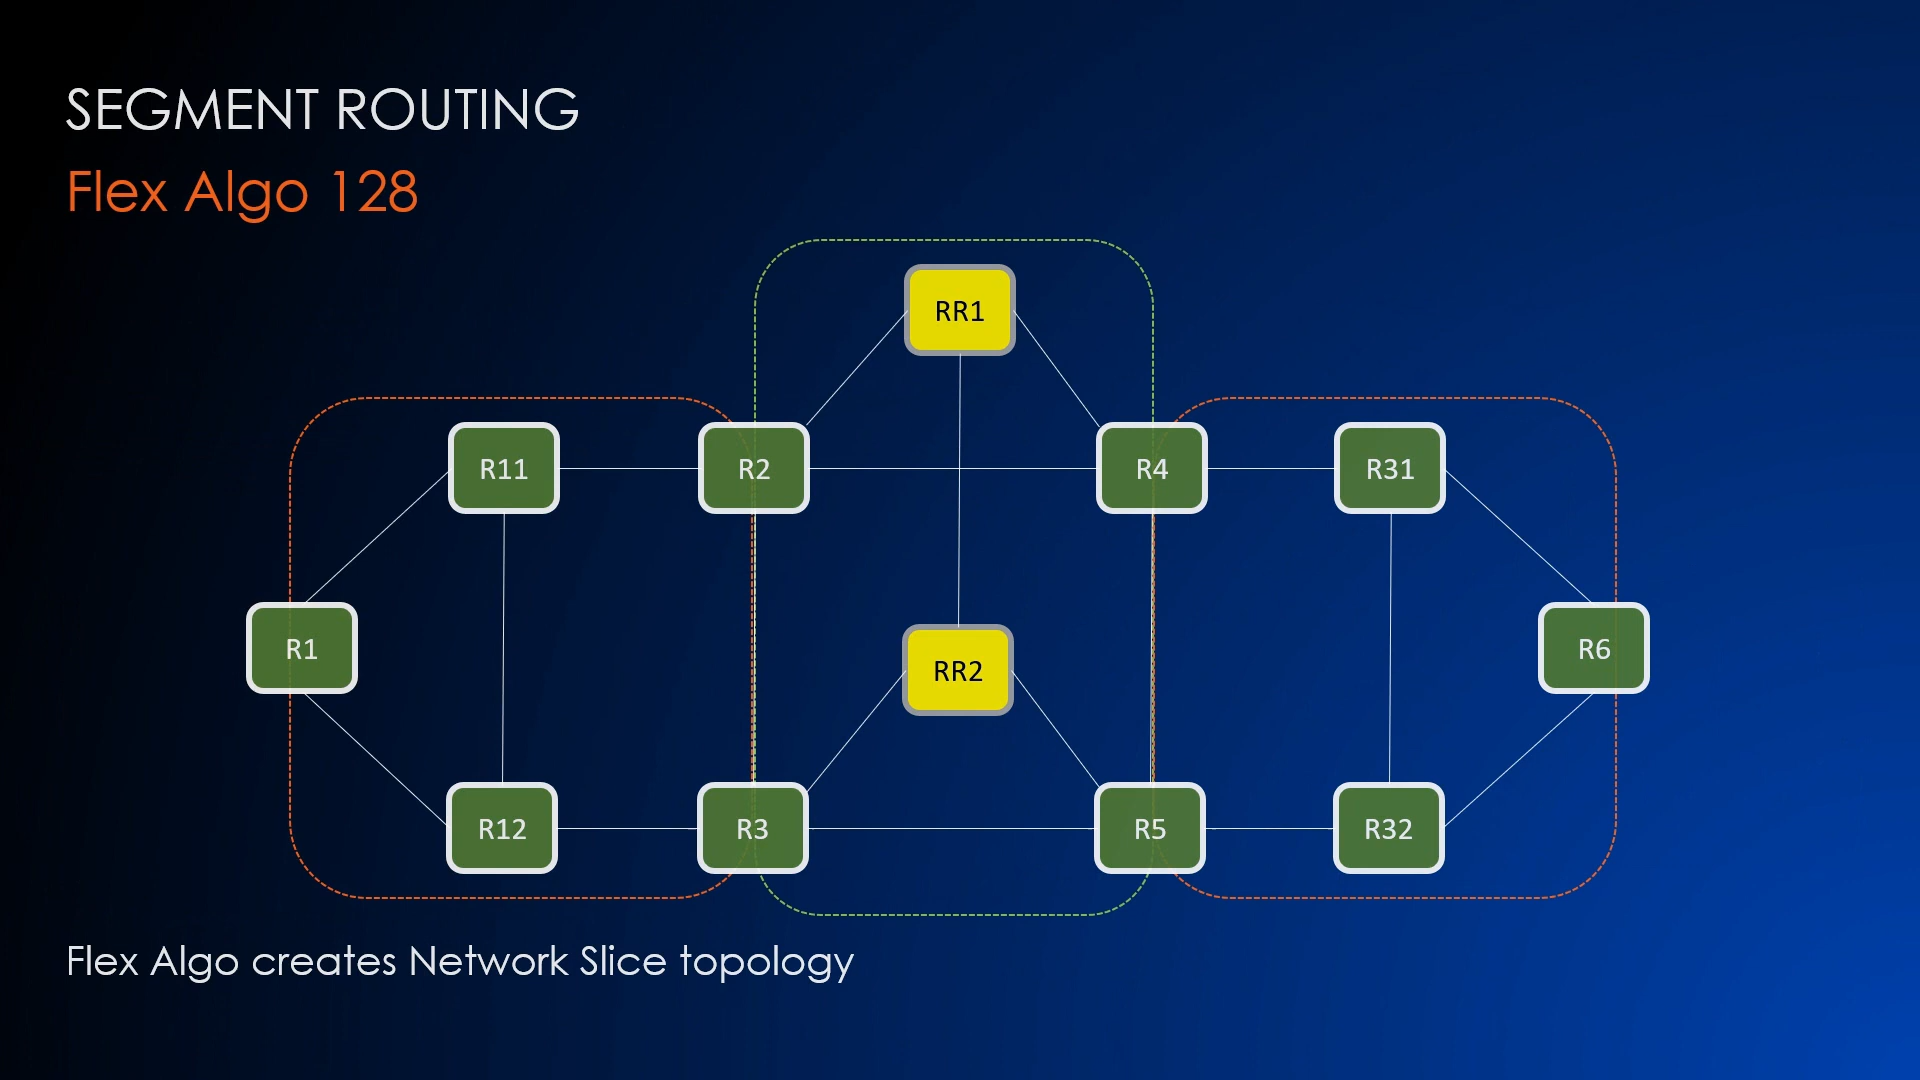 SEGMENT ROUTING
Flex Algo 128
RR1
R11
R2
R4
R31
R1
RR2
R6
R12
R3
R5
R32
Flex Algo creates Network Slice topology